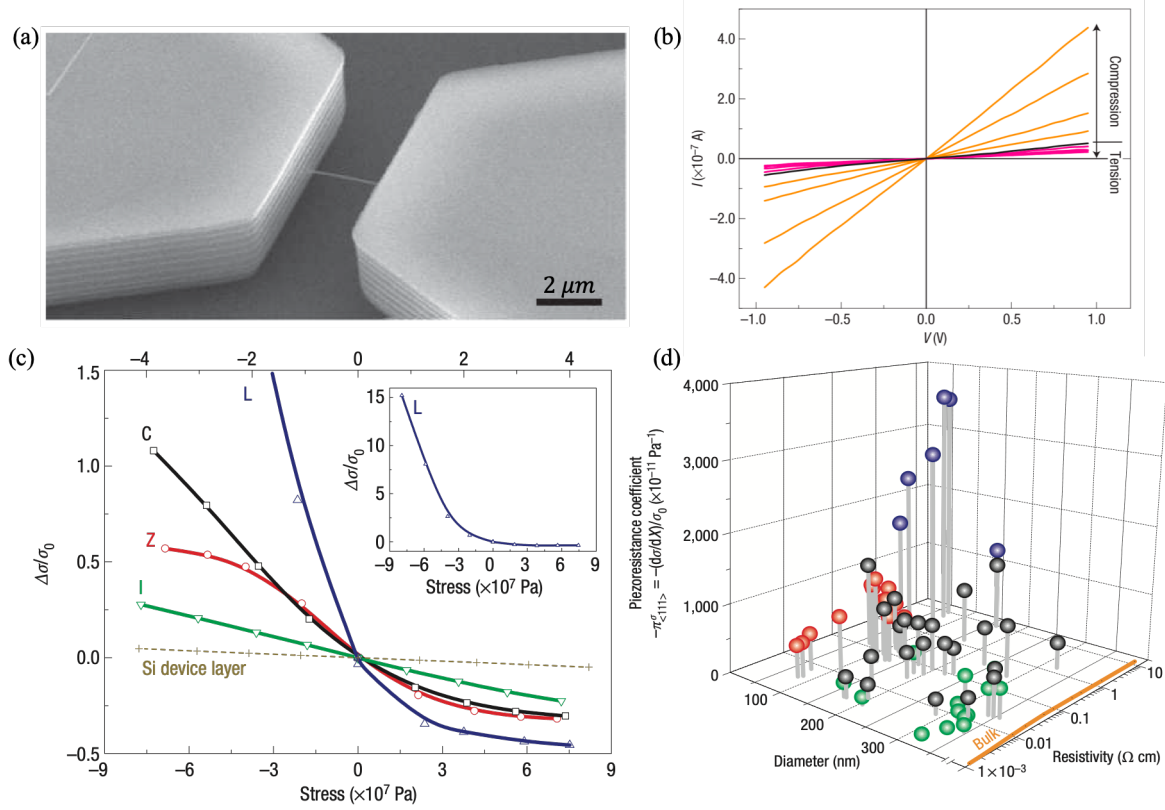 (a)
2 μm
(b)
4.0
2.0
0.0
−2.0
−4.0
I (×10⁻⁷ A)
−1.0 −0.5 0.0 0.5 1.0
V (V)
Compression
Tension
(c)
−4 −2 0 2 4
1.5
1.0
0.5
0.0
−0.5
Δσ/σ₀
L
C
Z
I
Si device layer
−9 −6 −3 0 3 6 9
Stress (×10⁷ Pa)
L
15
10
5
0
Δσ/σ₀
−9 −6 −3 0 3 6 9
Stress (×10⁷ Pa)
(d)
4,000
3,000
2,000
1,000
0
Piezoresistance coefficient
−π^σ_<111> = −(dσ/dX)/σ₀ (×10⁻¹¹ Pa⁻¹)
100
200
300
Diameter (nm)
Bulk
10
1
0.1
0.01
1 × 10⁻³
Resistivity (Ω cm)